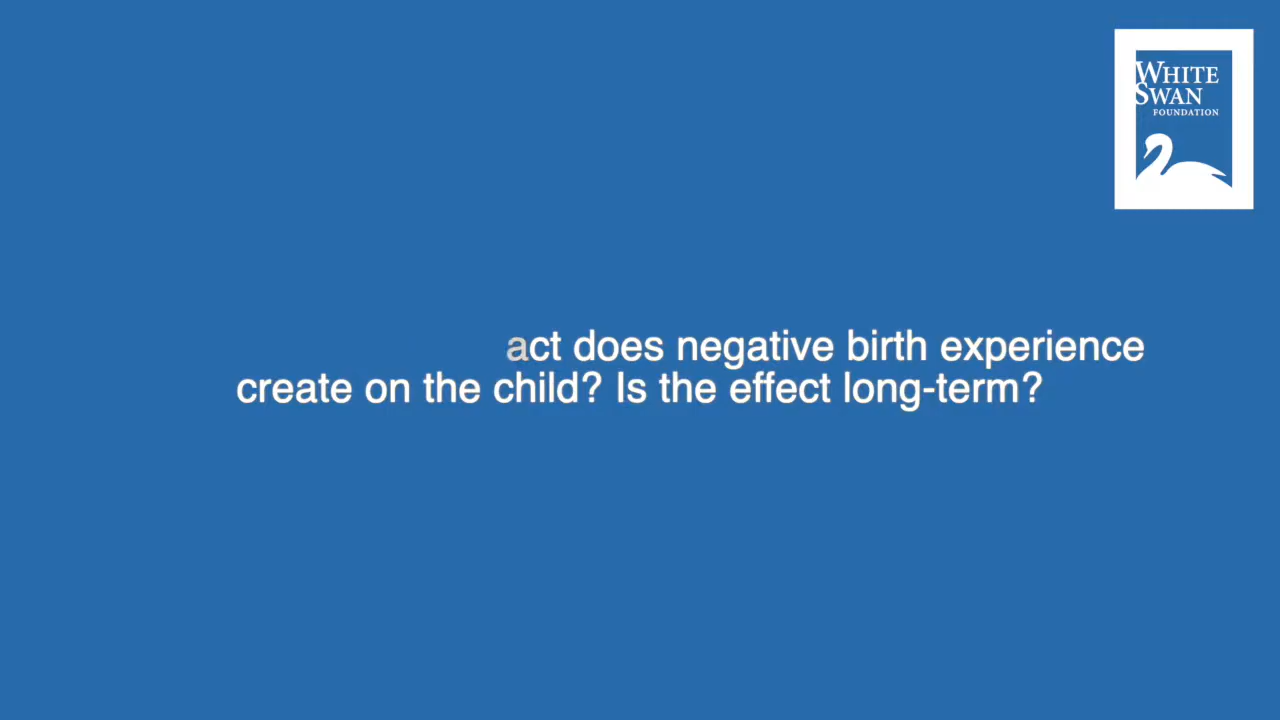 WHITE
SWAN
FOUNDATION
act does negative birth experience
create on the child? Is the effect long-term?